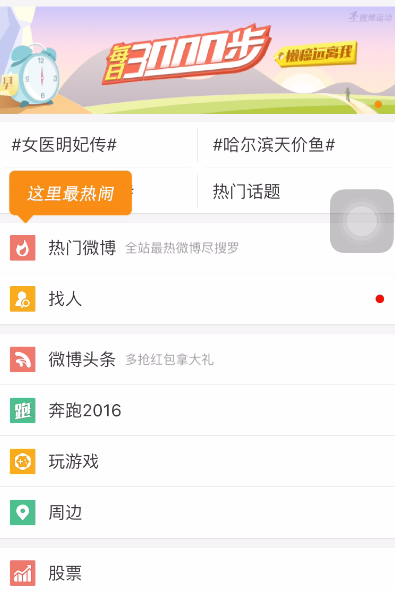 微博运动
每日3000步
懒癌远离我
早
#女医明妃传#
#哈尔滨天价鱼#
这里最热闹
#
热门话题
热门微博 全站最热微博尽搜罗
找人
微博头条 多抢红包拿大礼
跑 奔跑2016
玩游戏
周边
股票